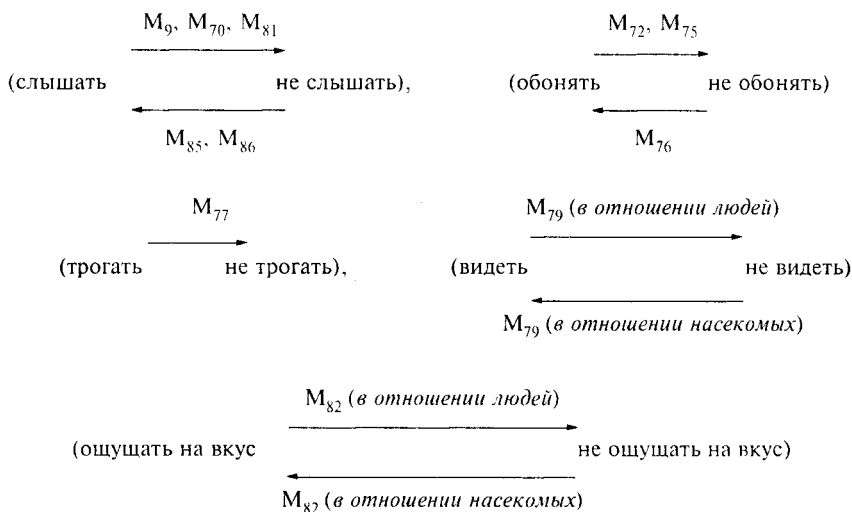 M₉, M₇₀, M₈₁ M₇₂, M₇₅
(слышать не слышать), (обонять не обонять)
M₈₅, M₈₆ M₇₆
M₇₇ M₇₉ (в отношении людей)
(трогать не трогать), (видеть не видеть)
M₇₉ (в отношении насекомых)
M₈₂ (в отношении людей)
(ощущать на вкус не ощущать на вкус)
M₈₂ (в отношении насекомых)